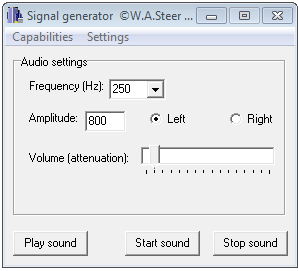 Signal generator ©W.A.Steer ...
Capabilities Settings
Audio settings
Frequency (Hz): 250
Amplitude: 800 Left Right
Volume (attenuation):
Play sound Start sound Stop sound